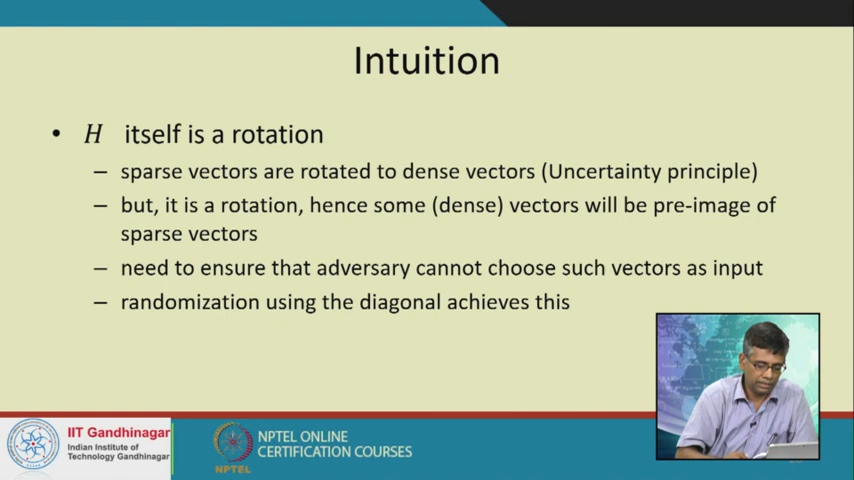 Intuition
• H itself is a rotation
– sparse vectors are rotated to dense vectors (Uncertainty principle)
– but, it is a rotation, hence some (dense) vectors will be pre-image of
sparse vectors
– need to ensure that adversary cannot choose such vectors as input
– randomization using the diagonal achieves this
IIT Gandhinagar
Indian Institute of
Technology Gandhinagar
NPTEL
NPTEL ONLINE
CERTIFICATION COURSES